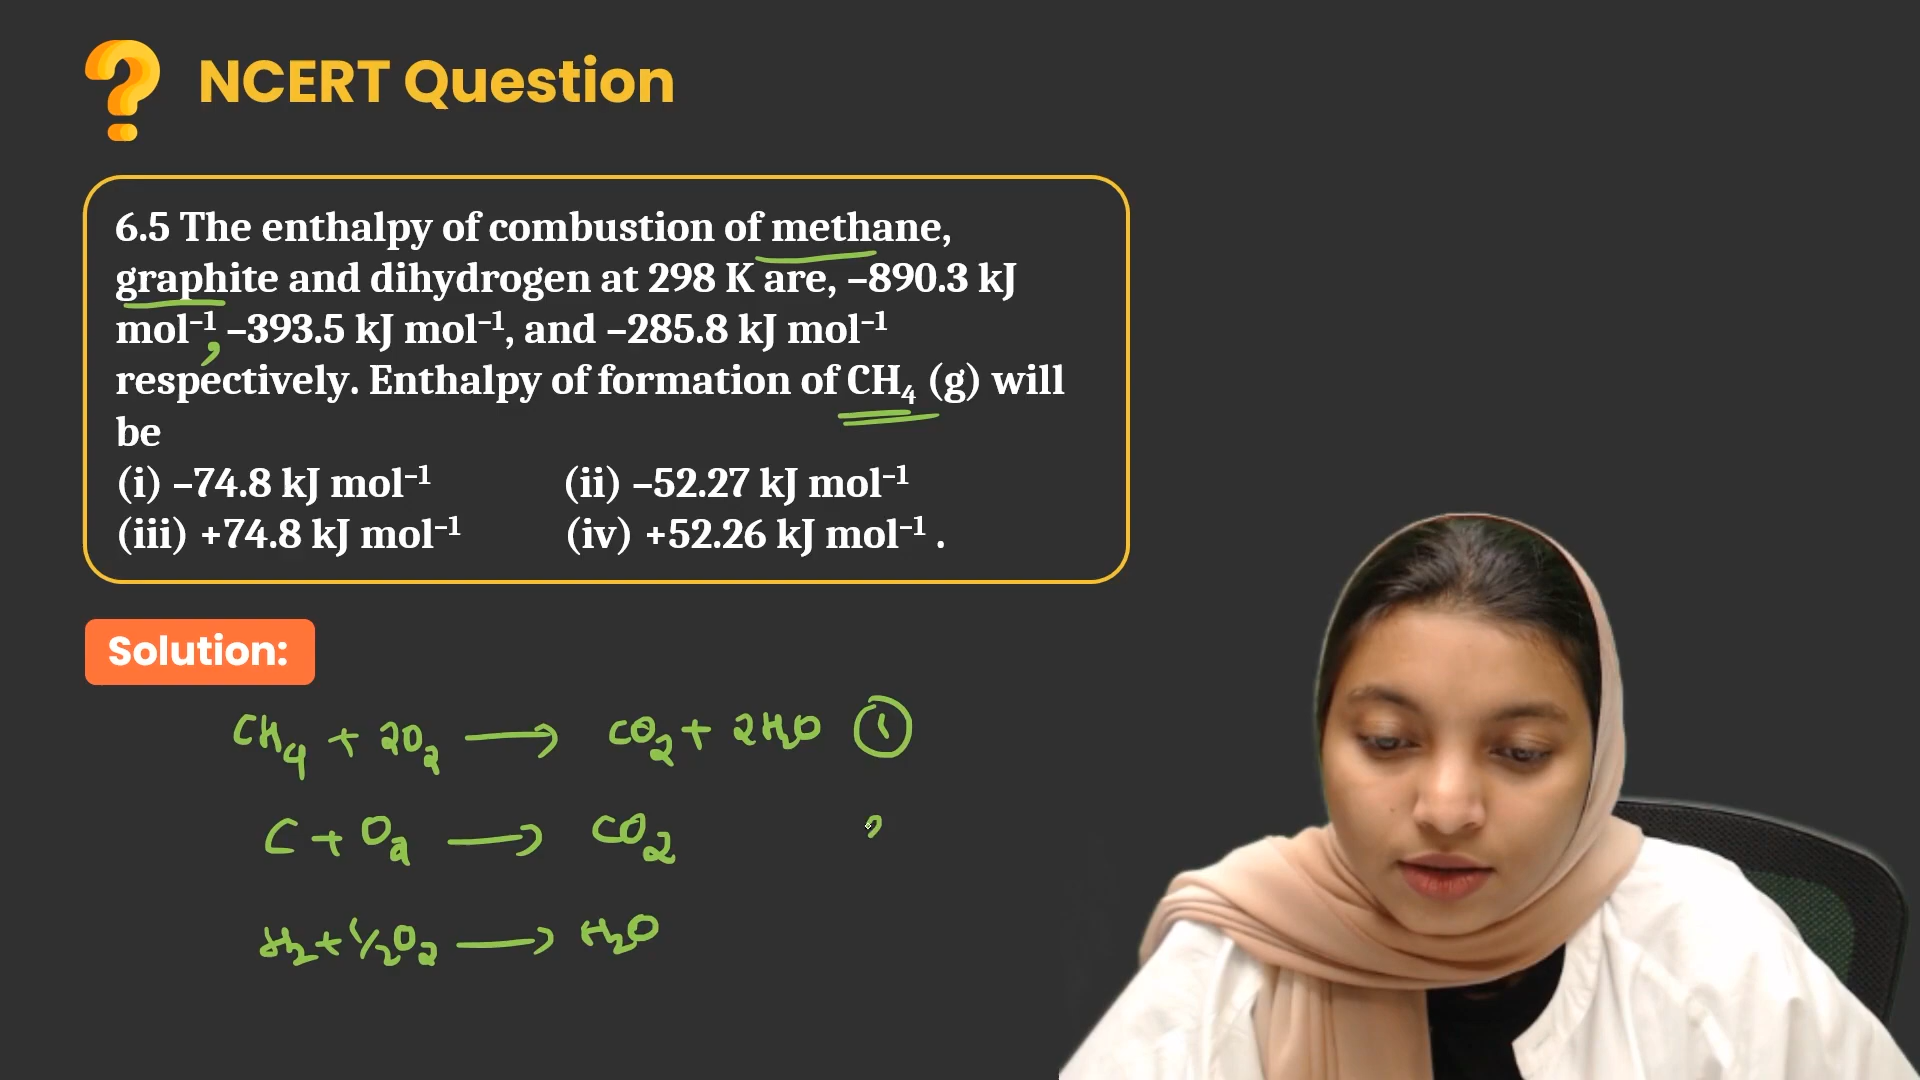 NCERT Question
6.5 The enthalpy of combustion of methane,
graphite and dihydrogen at 298 K are, –890.3 kJ
mol⁻¹, –393.5 kJ mol⁻¹, and –285.8 kJ mol⁻¹
respectively. Enthalpy of formation of CH₄ (g) will
be
(i) –74.8 kJ mol⁻¹ (ii) –52.27 kJ mol⁻¹
(iii) +74.8 kJ mol⁻¹ (iv) +52.26 kJ mol⁻¹ .
Solution:
CH₄ + 2O₂ ⟶ CO₂ + 2H₂O ①
C + O₂ ⟶ CO₂
H₂ + ½O₂ ⟶ H₂O